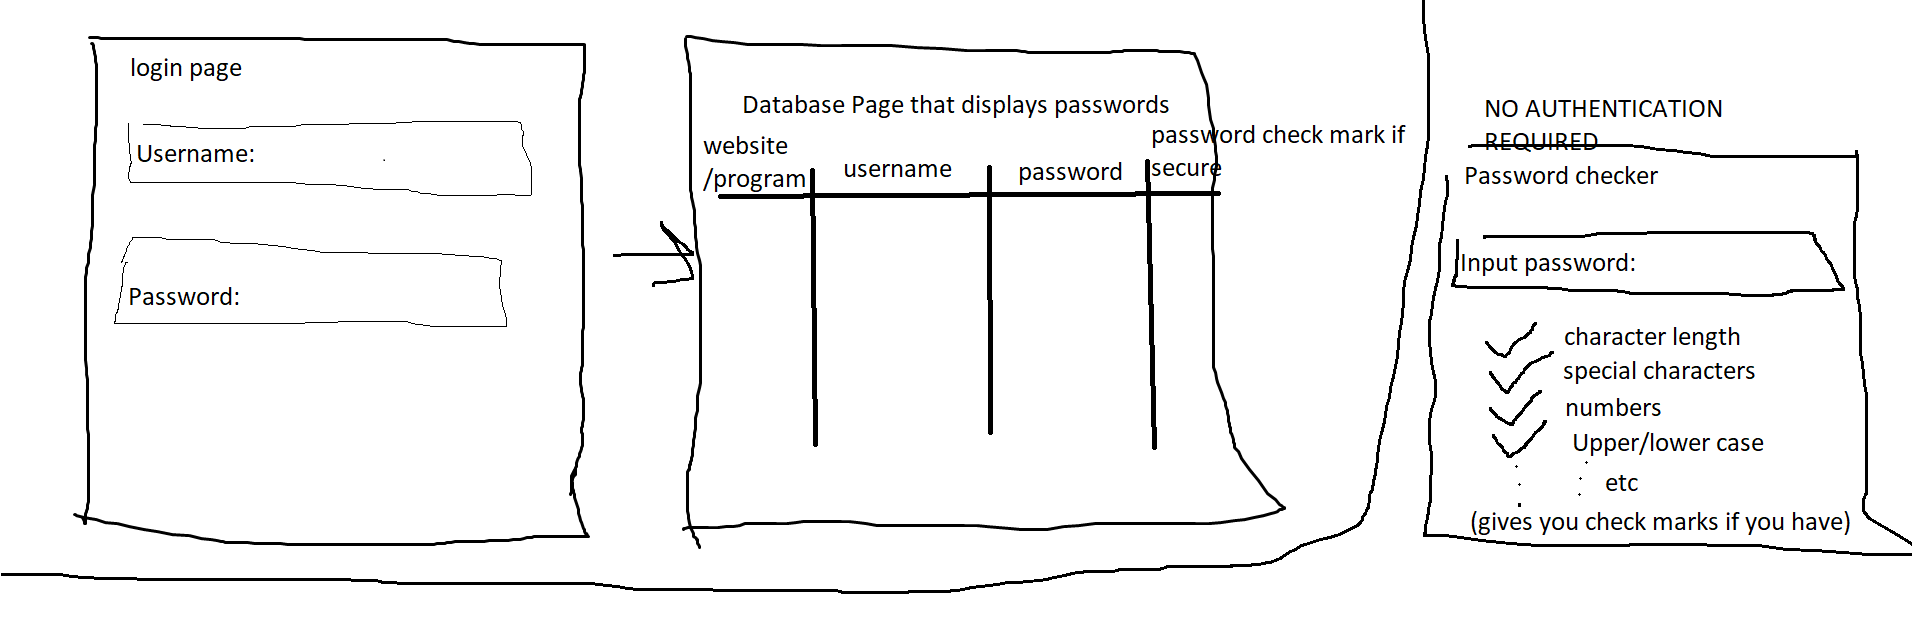 login page
Username:
Password:
Database Page that displays passwords
website
/program
username
password
password check mark if
secure
NO AUTHENTICATION
REQUIRED
Password checker
Input password:
character length
special characters
numbers
Upper/lower case
etc
(gives you check marks if you have)